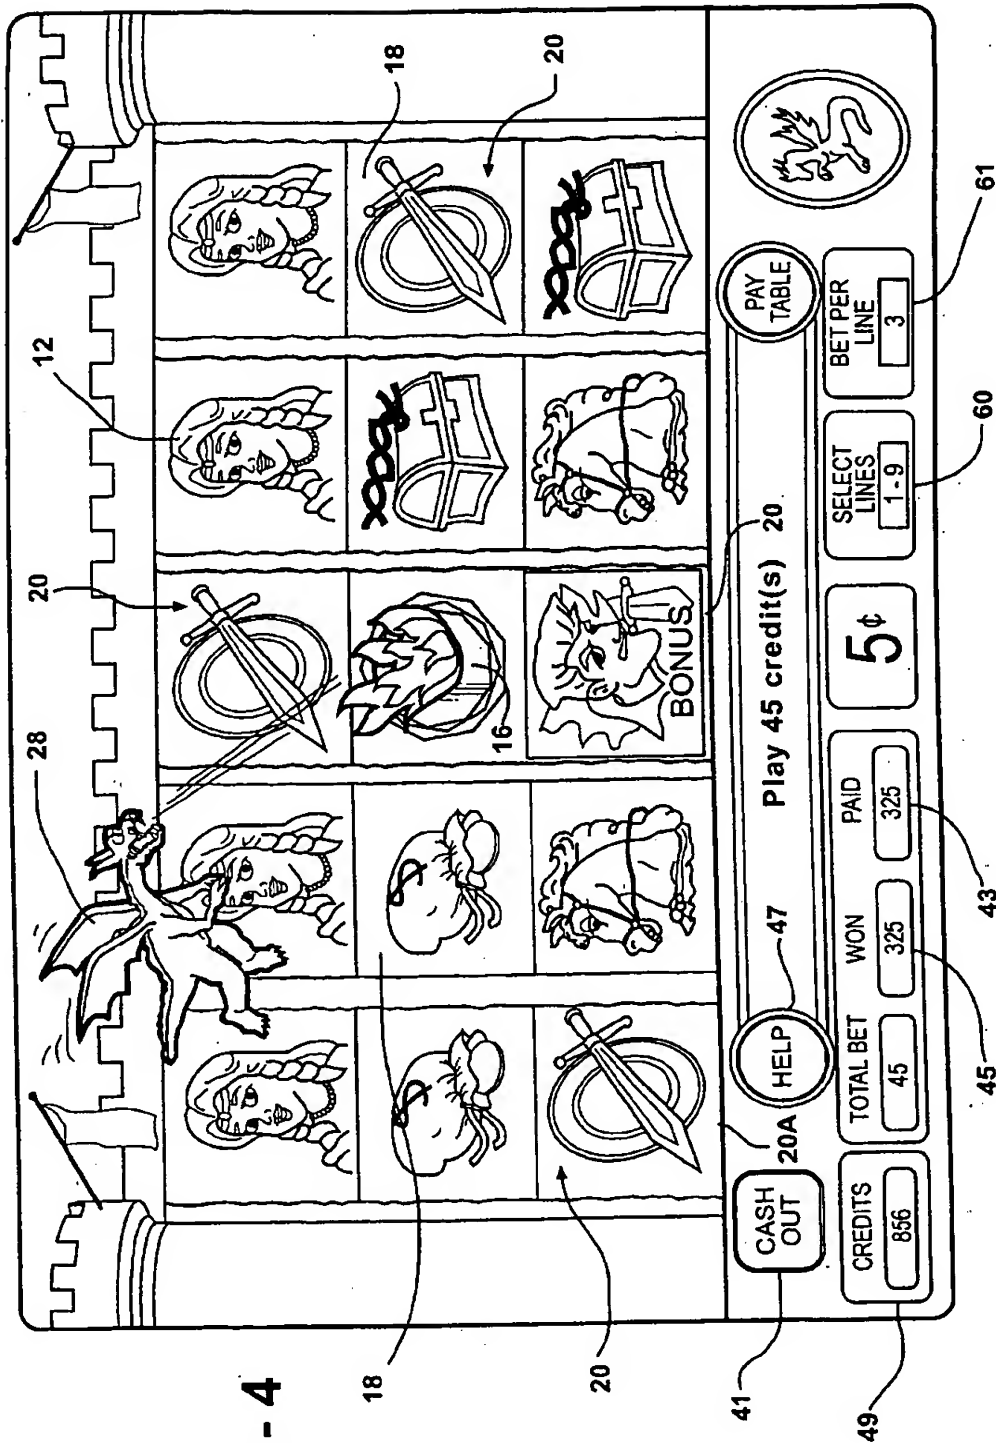 28
20
12
18
20
16
BONUS
18
20
20A
47
20
CASH
OUT
HELP
Play 45 credit(s)
PAY
TABLE
CREDITS
856
TOTAL BET
45
WON
325
PAID
325
5¢
SELECT
LINES
1 - 9
BET PER
LINE
3
41
49
45
43
60
61
- 4